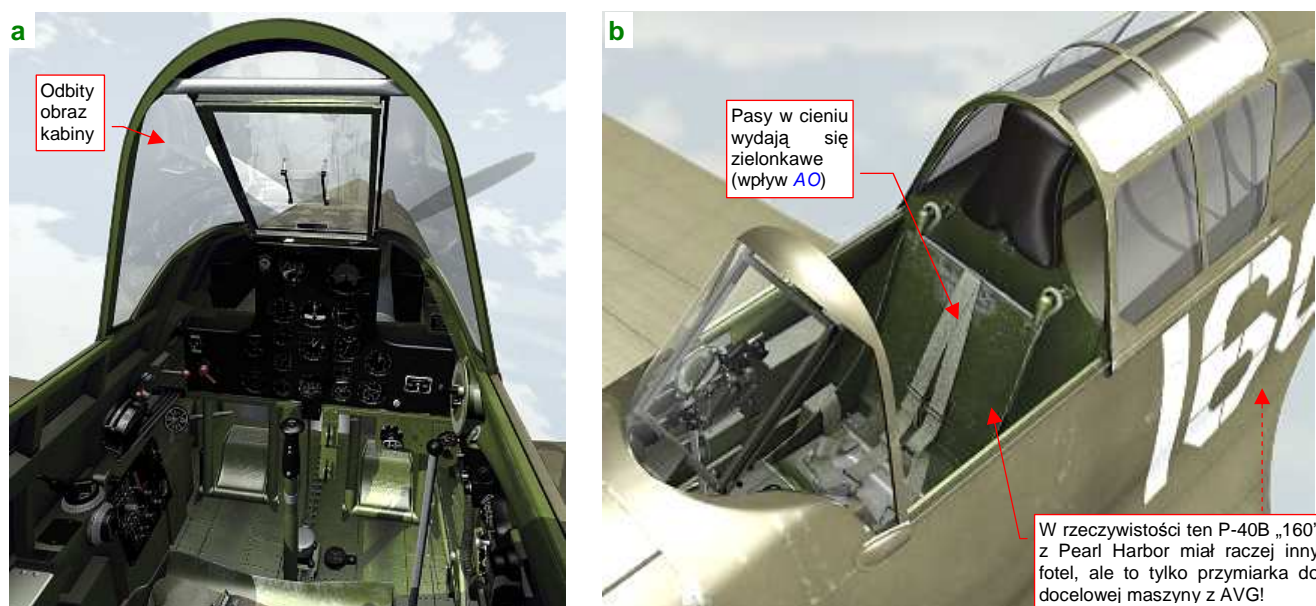 a
Odbity
obraz
kabiny
b
Pasy w cieniu
wydają się
zielonkawe
(wpływ AO)
160
W rzeczywistości ten P-40B „160”
z Pearl Harbor miał raczej inny
fotel, ale to tylko przymiarka do
docelowej maszyny z AVG!